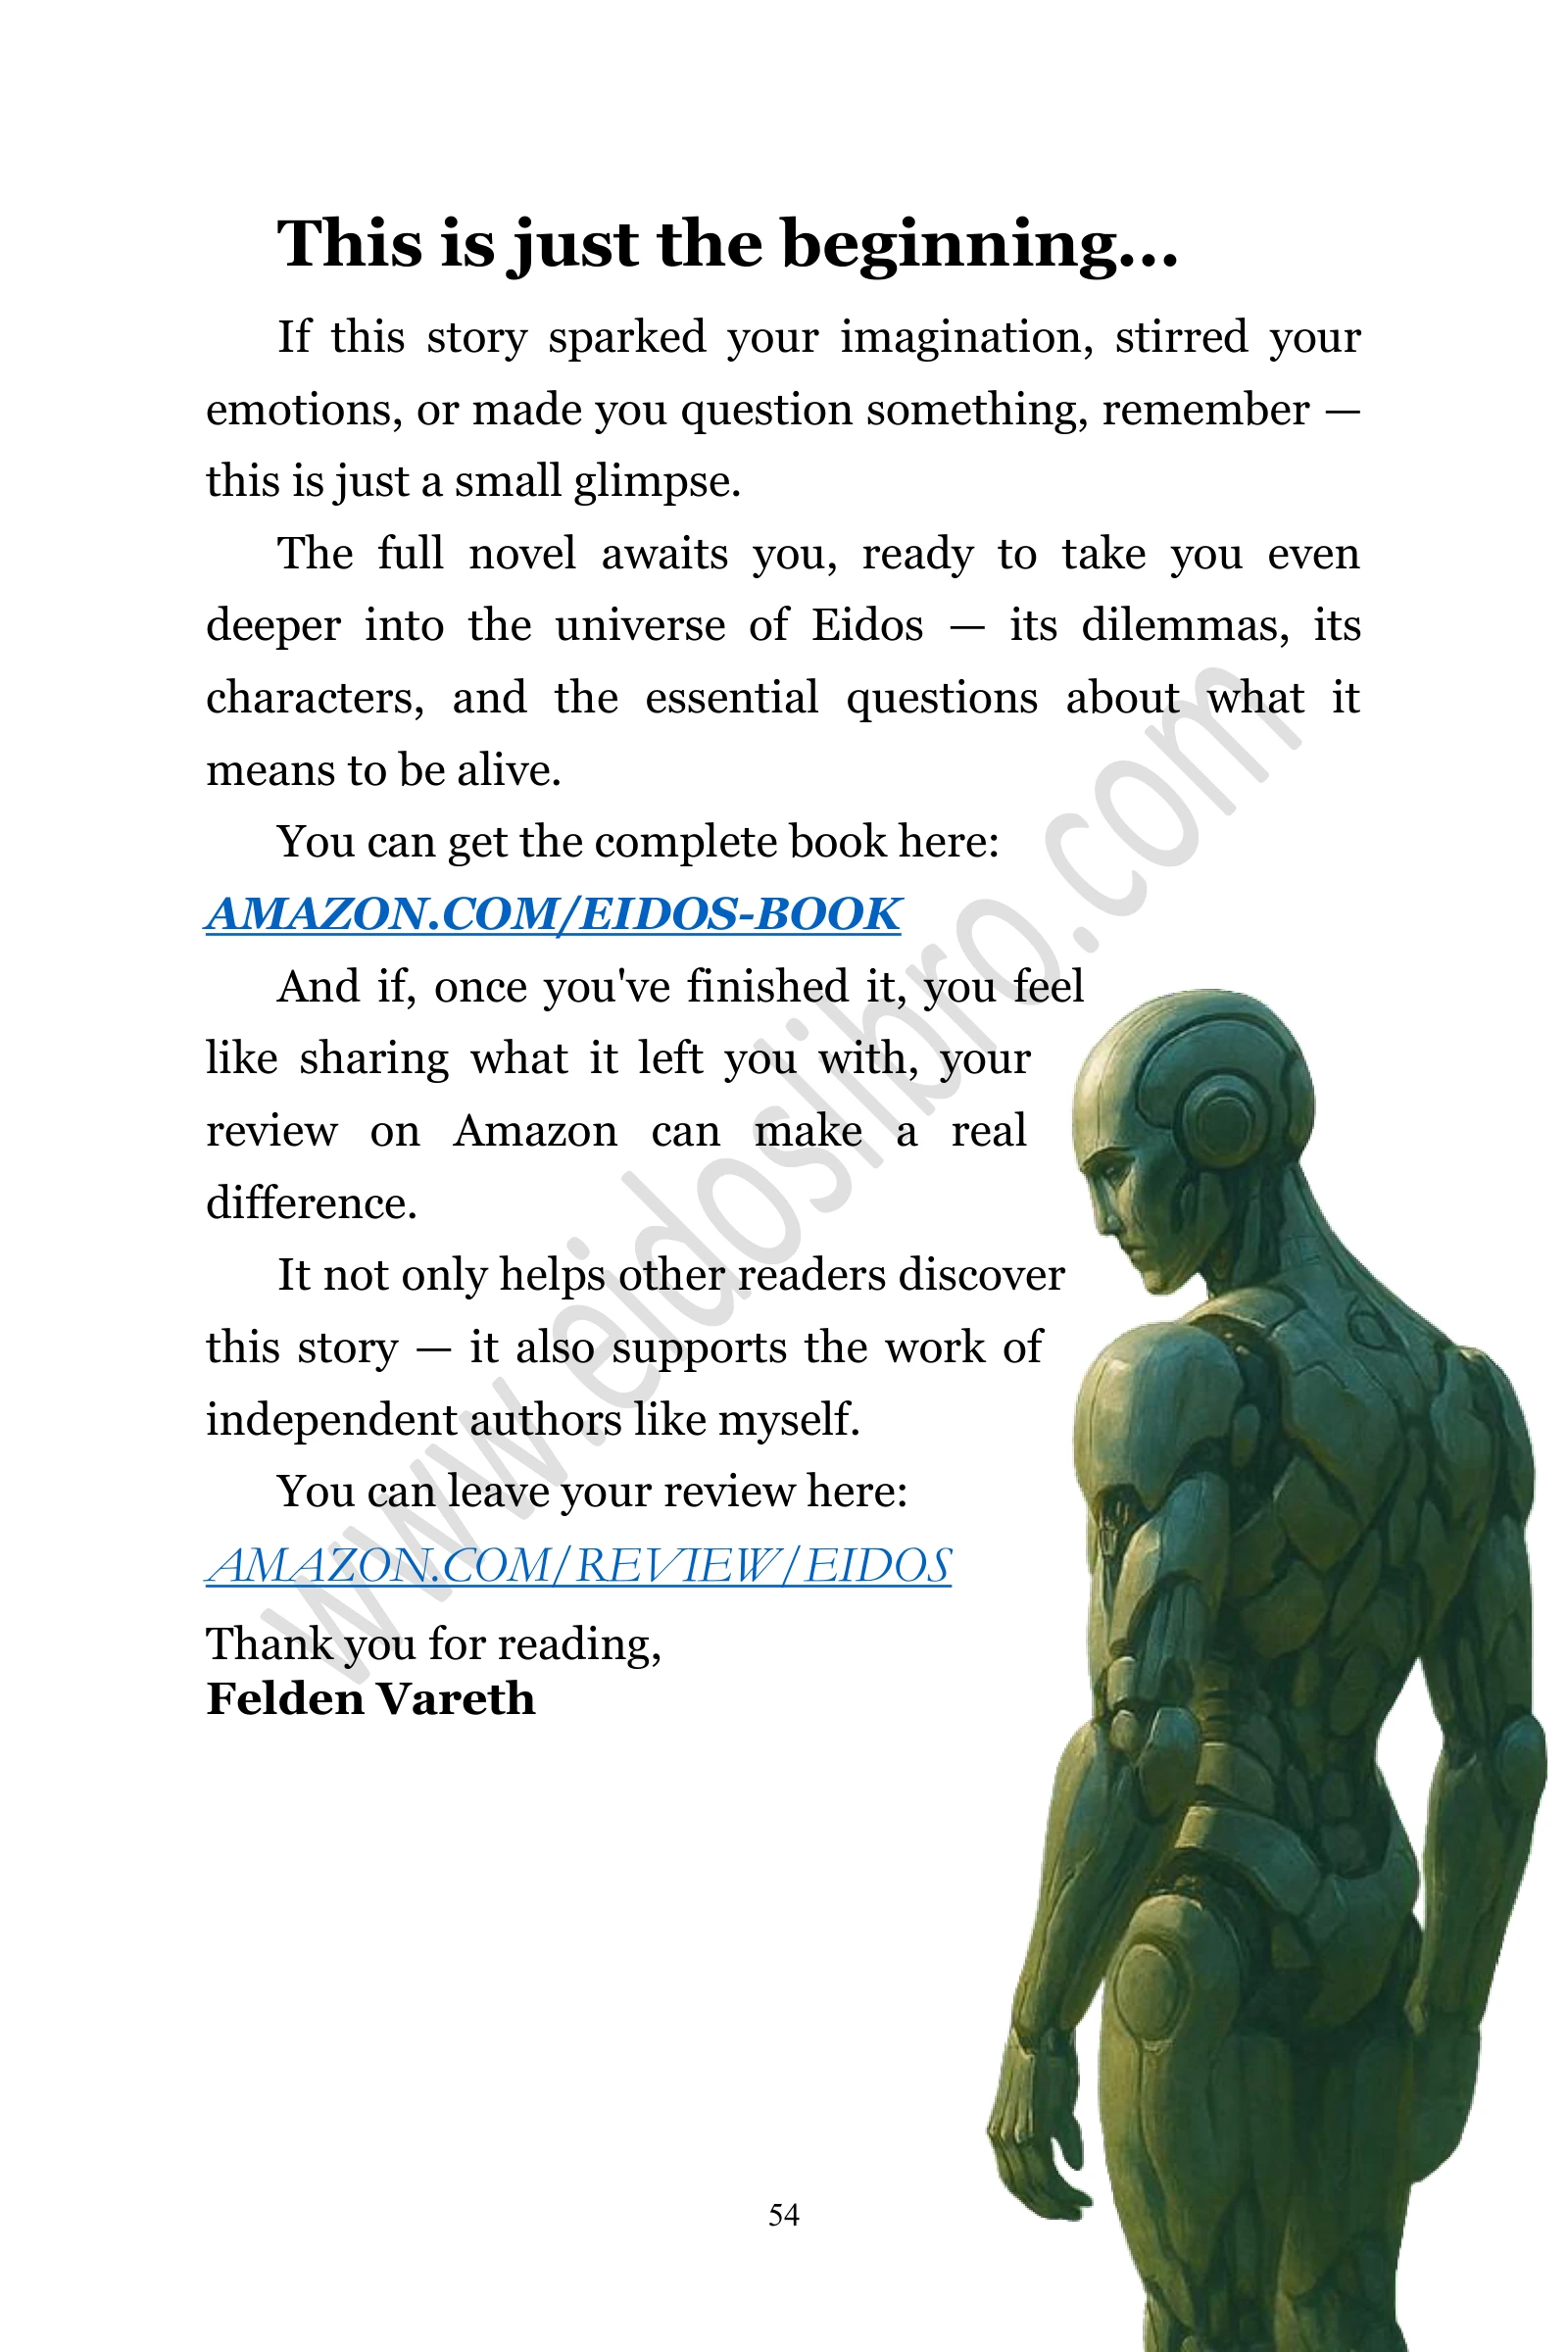 This is just the beginning...
If this story sparked your imagination, stirred your
emotions, or made you question something, remember —
this is just a small glimpse.
The full novel awaits you, ready to take you even
deeper into the universe of Eidos — its dilemmas, its
characters, and the essential questions about what it
means to be alive.
You can get the complete book here:
AMAZON.COM/EIDOS-BOOK
And if, once you've finished it, you feel
like sharing what it left you with, your
review on Amazon can make a real
difference.
It not only helps other readers discover
this story — it also supports the work of
independent authors like myself.
You can leave your review here:
AMAZON.COM/REVIEW/EIDOS
Thank you for reading,
Felden Vareth
www.eidoslibro.com
54